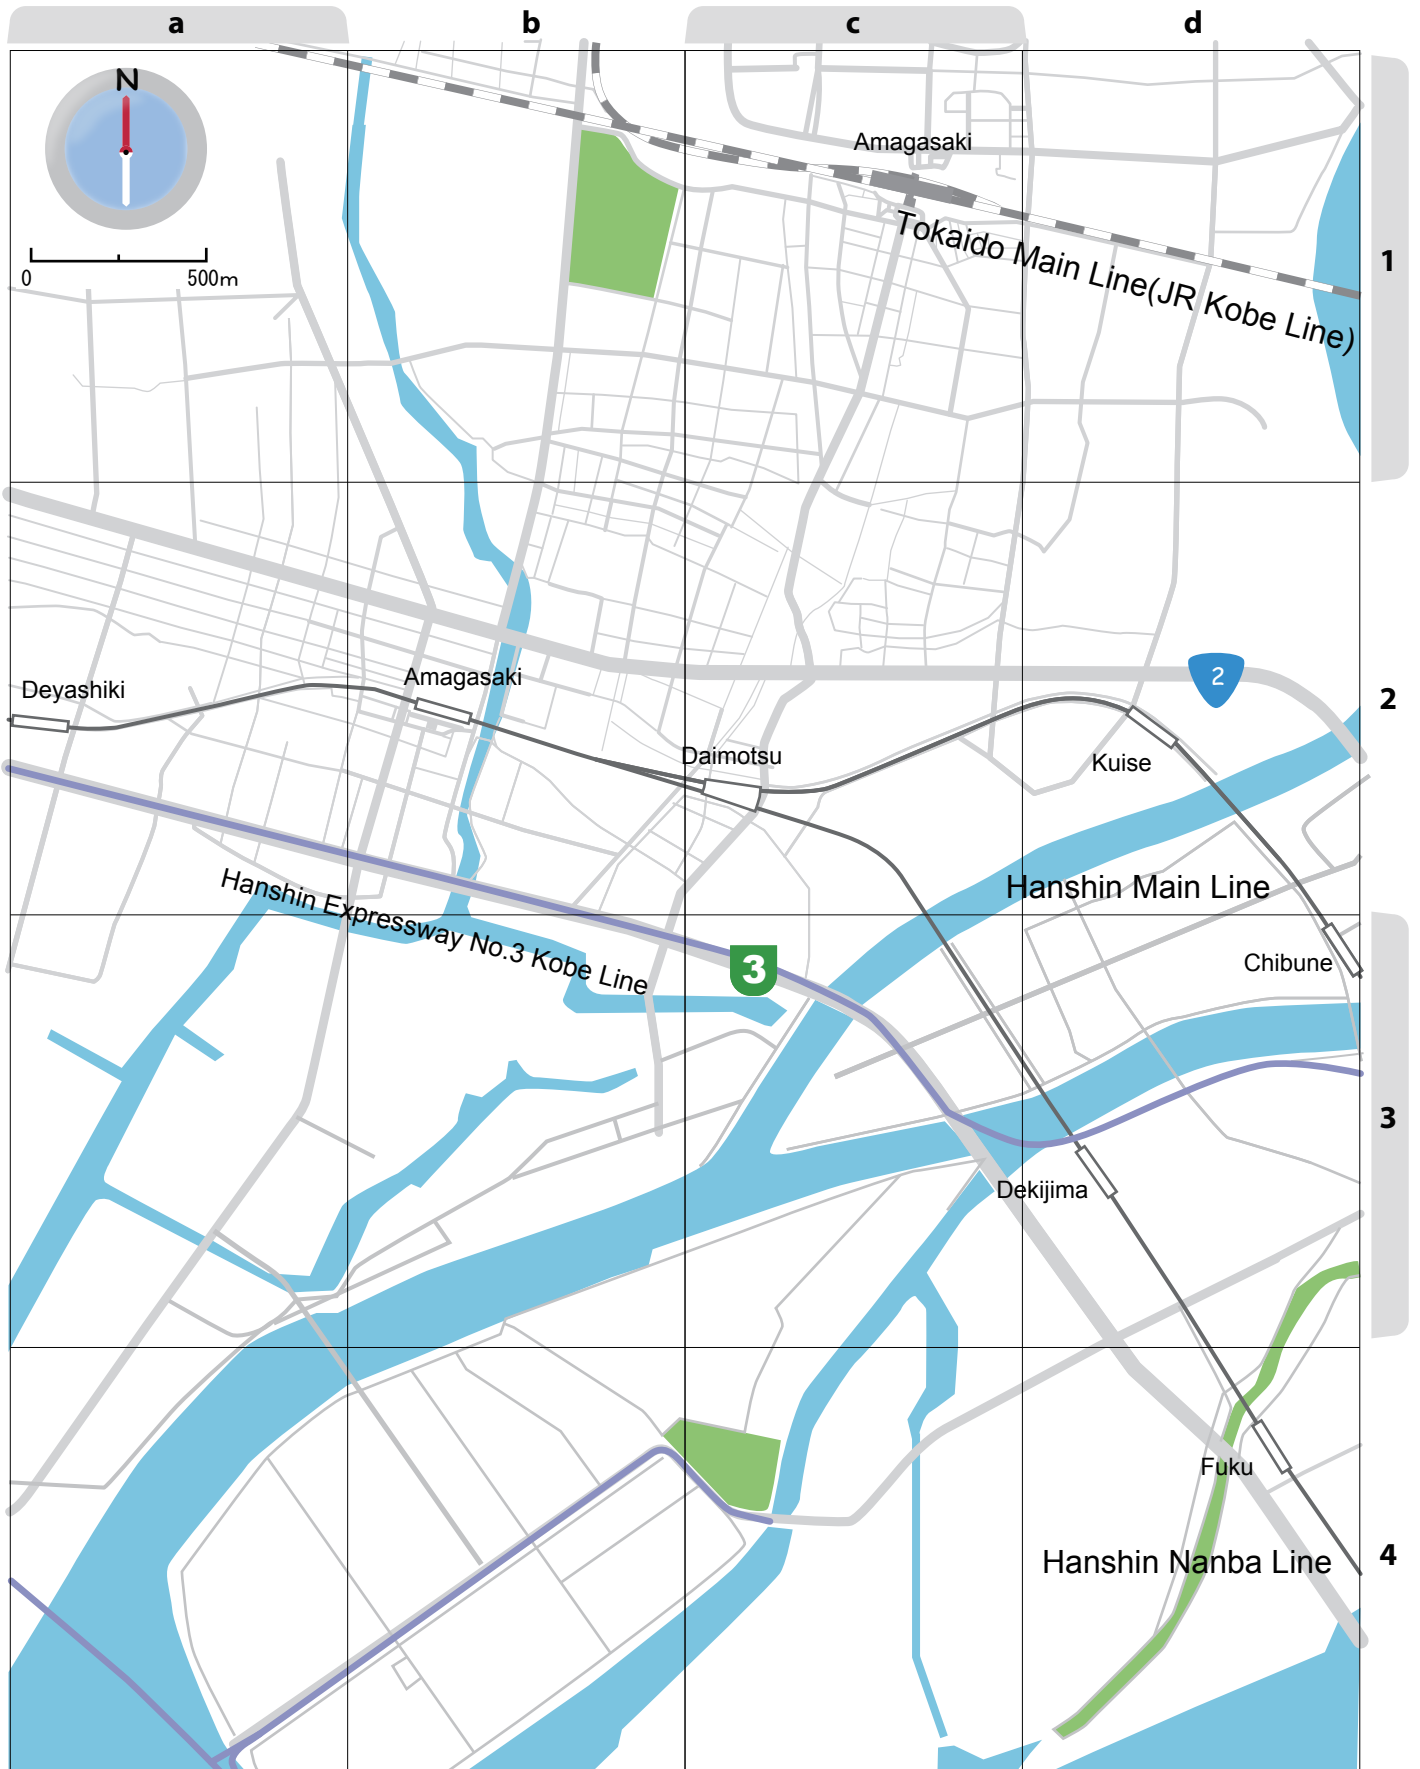 a b c d
N
0 500m
Amagasaki
Tokaido Main Line(JR Kobe Line)
1
Deyashiki
Amagasaki
2
2
Daimotsu
Kuise
Hanshin Main Line
Hanshin Expressway No.3 Kobe Line
3
Chibune
3
Dekijima
Fuku
Hanshin Nanba Line
4